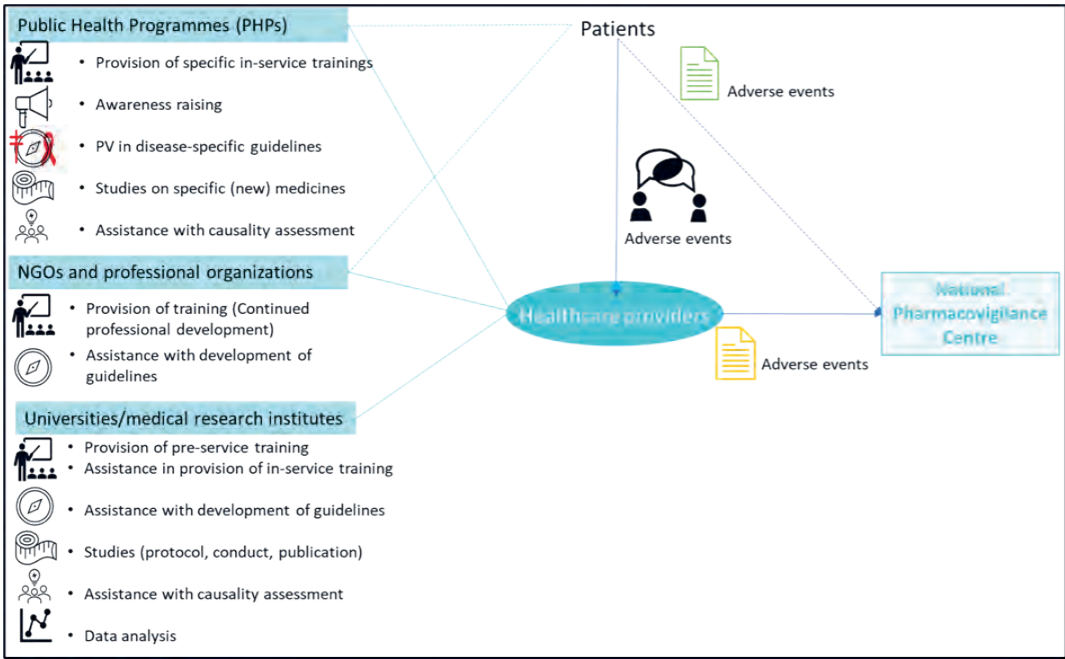 Public Health Programmes (PHPs)
• Provision of specific in-service trainings
• Awareness raising
• PV in disease-specific guidelines
• Studies on specific (new) medicines
• Assistance with causality assessment
NGOs and professional organizations
• Provision of training (Continued
professional development)
• Assistance with development of
guidelines
Universities/medical research institutes
• Provision of pre-service training
• Assistance in provision of in-service training
• Assistance with development of guidelines
• Studies (protocol, conduct, publication)
• Assistance with causality assessment
• Data analysis
Patients
Adverse events
Adverse events
Healthcare providers
Adverse events
National
Pharmacovigilance
Centre